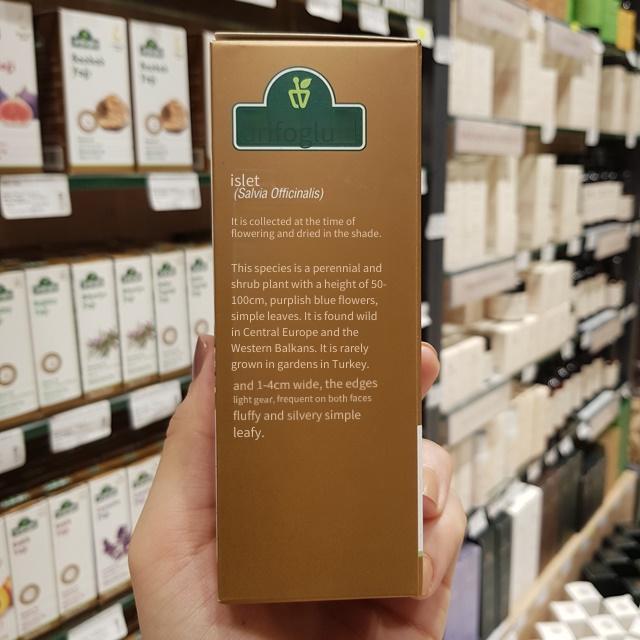 arifoglu
islet
(Salvia Officinalis)
It is collected at the time of
flowering and dried in the shade.
This species is a perennial and
shrub plant with a height of 50-
100cm, purplish blue flowers,
simple leaves. It is found wild
in Central Europe and the
Western Balkans. It is rarely
grown in gardens in Turkey.
and 1-4cm wide, the edges
light gear, frequent on both faces
fluffy and silvery simple
leafy.